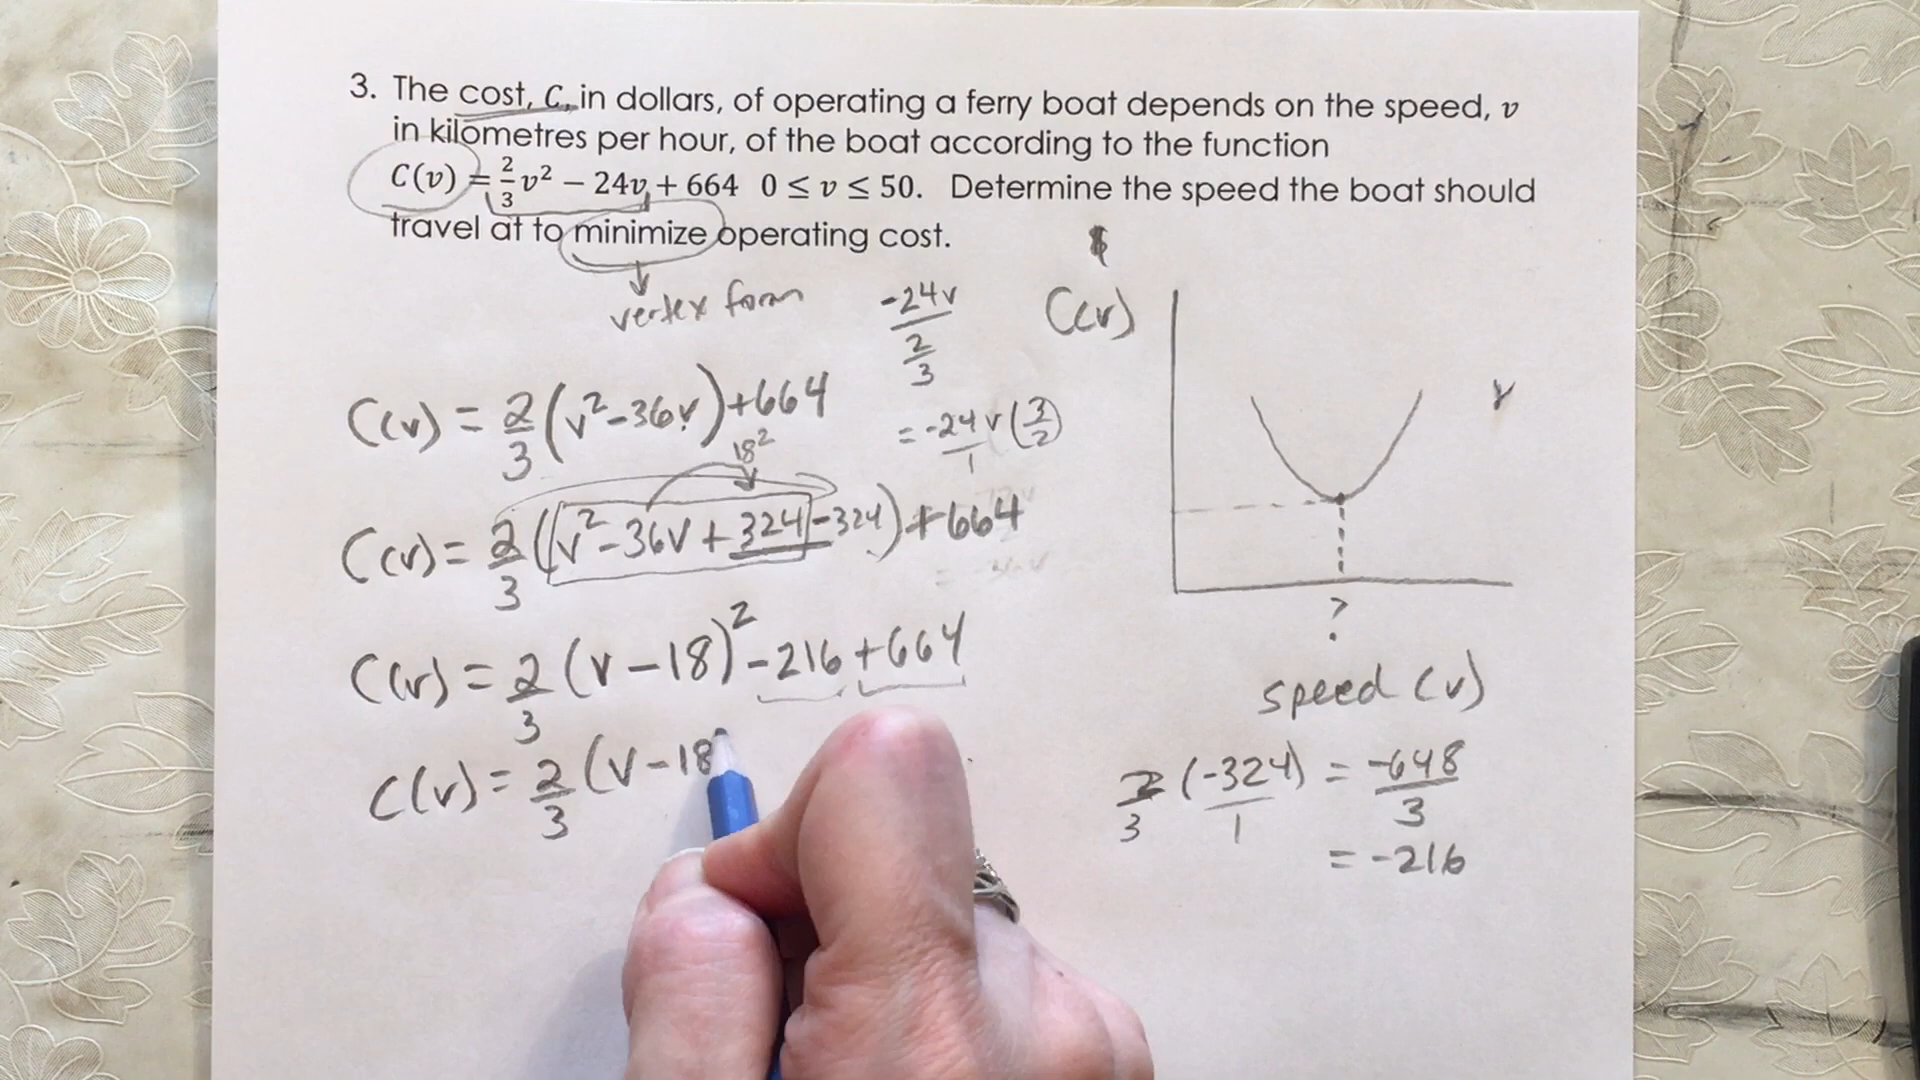 3. The cost, C, in dollars, of operating a ferry boat depends on the speed, v
in kilometres per hour, of the boat according to the function
C(v) = 2/3 v² − 24v + 664  0 ≤ v ≤ 50.  Determine the speed the boat should
travel at to minimize operating cost.
vertex form
-24v / (2/3)
= -24v/1 (3/2)
C(v) = 2/3 (v² - 36v) + 664
18²
C(v) = 2/3 (v² - 36v + 324 - 324) + 664
C(v) = 2/3 (v - 18)² - 216 + 664
C(v) = 2/3 (v - 18
$
C(v)
?
speed (v)
2/3 (-324)/1 = -648/3
= -216